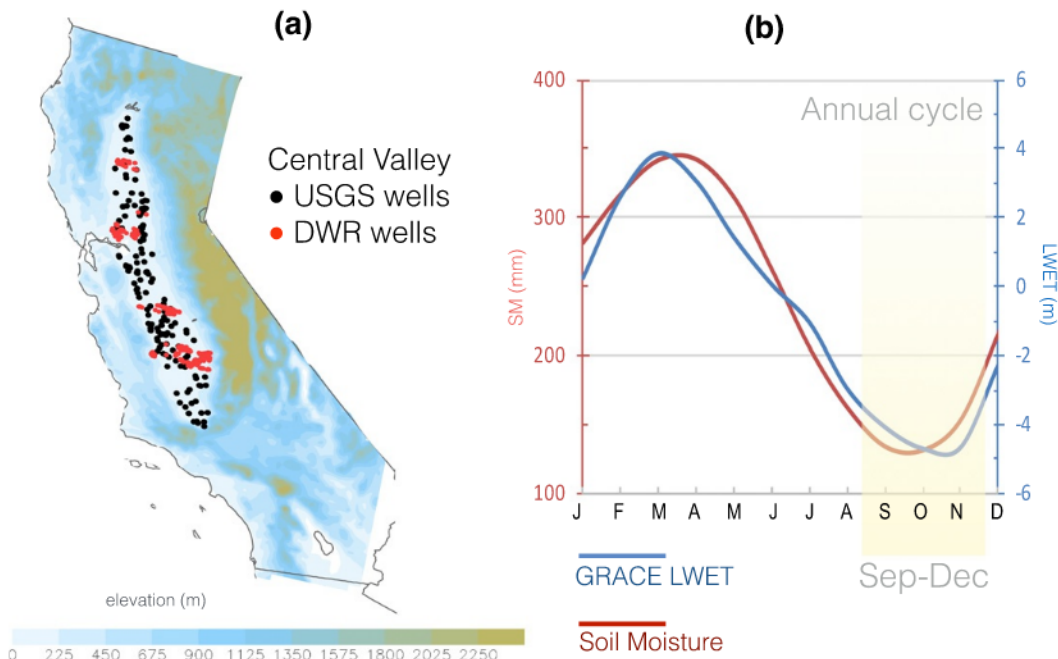 (a)
Central Valley
USGS wells
DWR wells
elevation (m)
0 225 450 675 900 1125 1350 1575 1800 2025 2250
(b)
400
300
200
100
SM (mm)
Annual cycle
6
4
2
0
-2
-4
-6
LWET (m)
J F M A M J J A S O N D
Sep-Dec
GRACE LWET
Soil Moisture